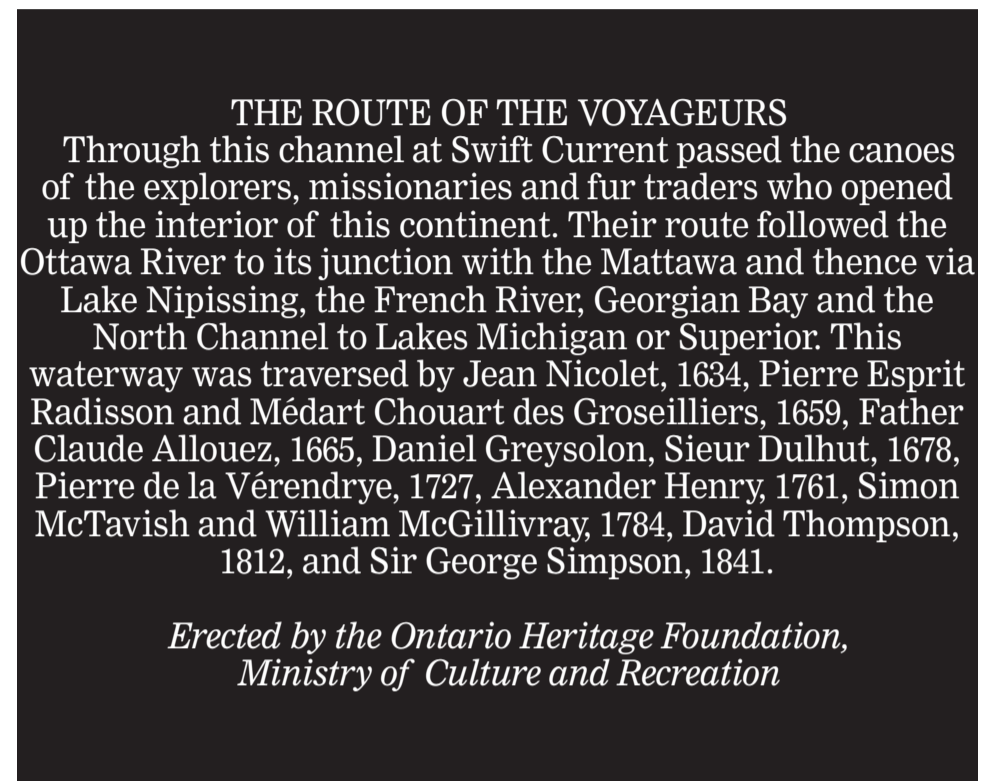 THE ROUTE OF THE VOYAGEURS
Through this channel at Swift Current passed the canoes
of the explorers, missionaries and fur traders who opened
up the interior of this continent. Their route followed the
Ottawa River to its junction with the Mattawa and thence via
Lake Nipissing, the French River, Georgian Bay and the
North Channel to Lakes Michigan or Superior. This
waterway was traversed by Jean Nicolet, 1634, Pierre Esprit
Radisson and Médart Chouart des Groseilliers, 1659, Father
Claude Allouez, 1665, Daniel Greysolon, Sieur Dulhut, 1678,
Pierre de la Vérendrye, 1727, Alexander Henry, 1761, Simon
McTavish and William McGillivray, 1784, David Thompson,
1812, and Sir George Simpson, 1841.
Erected by the Ontario Heritage Foundation,
Ministry of Culture and Recreation